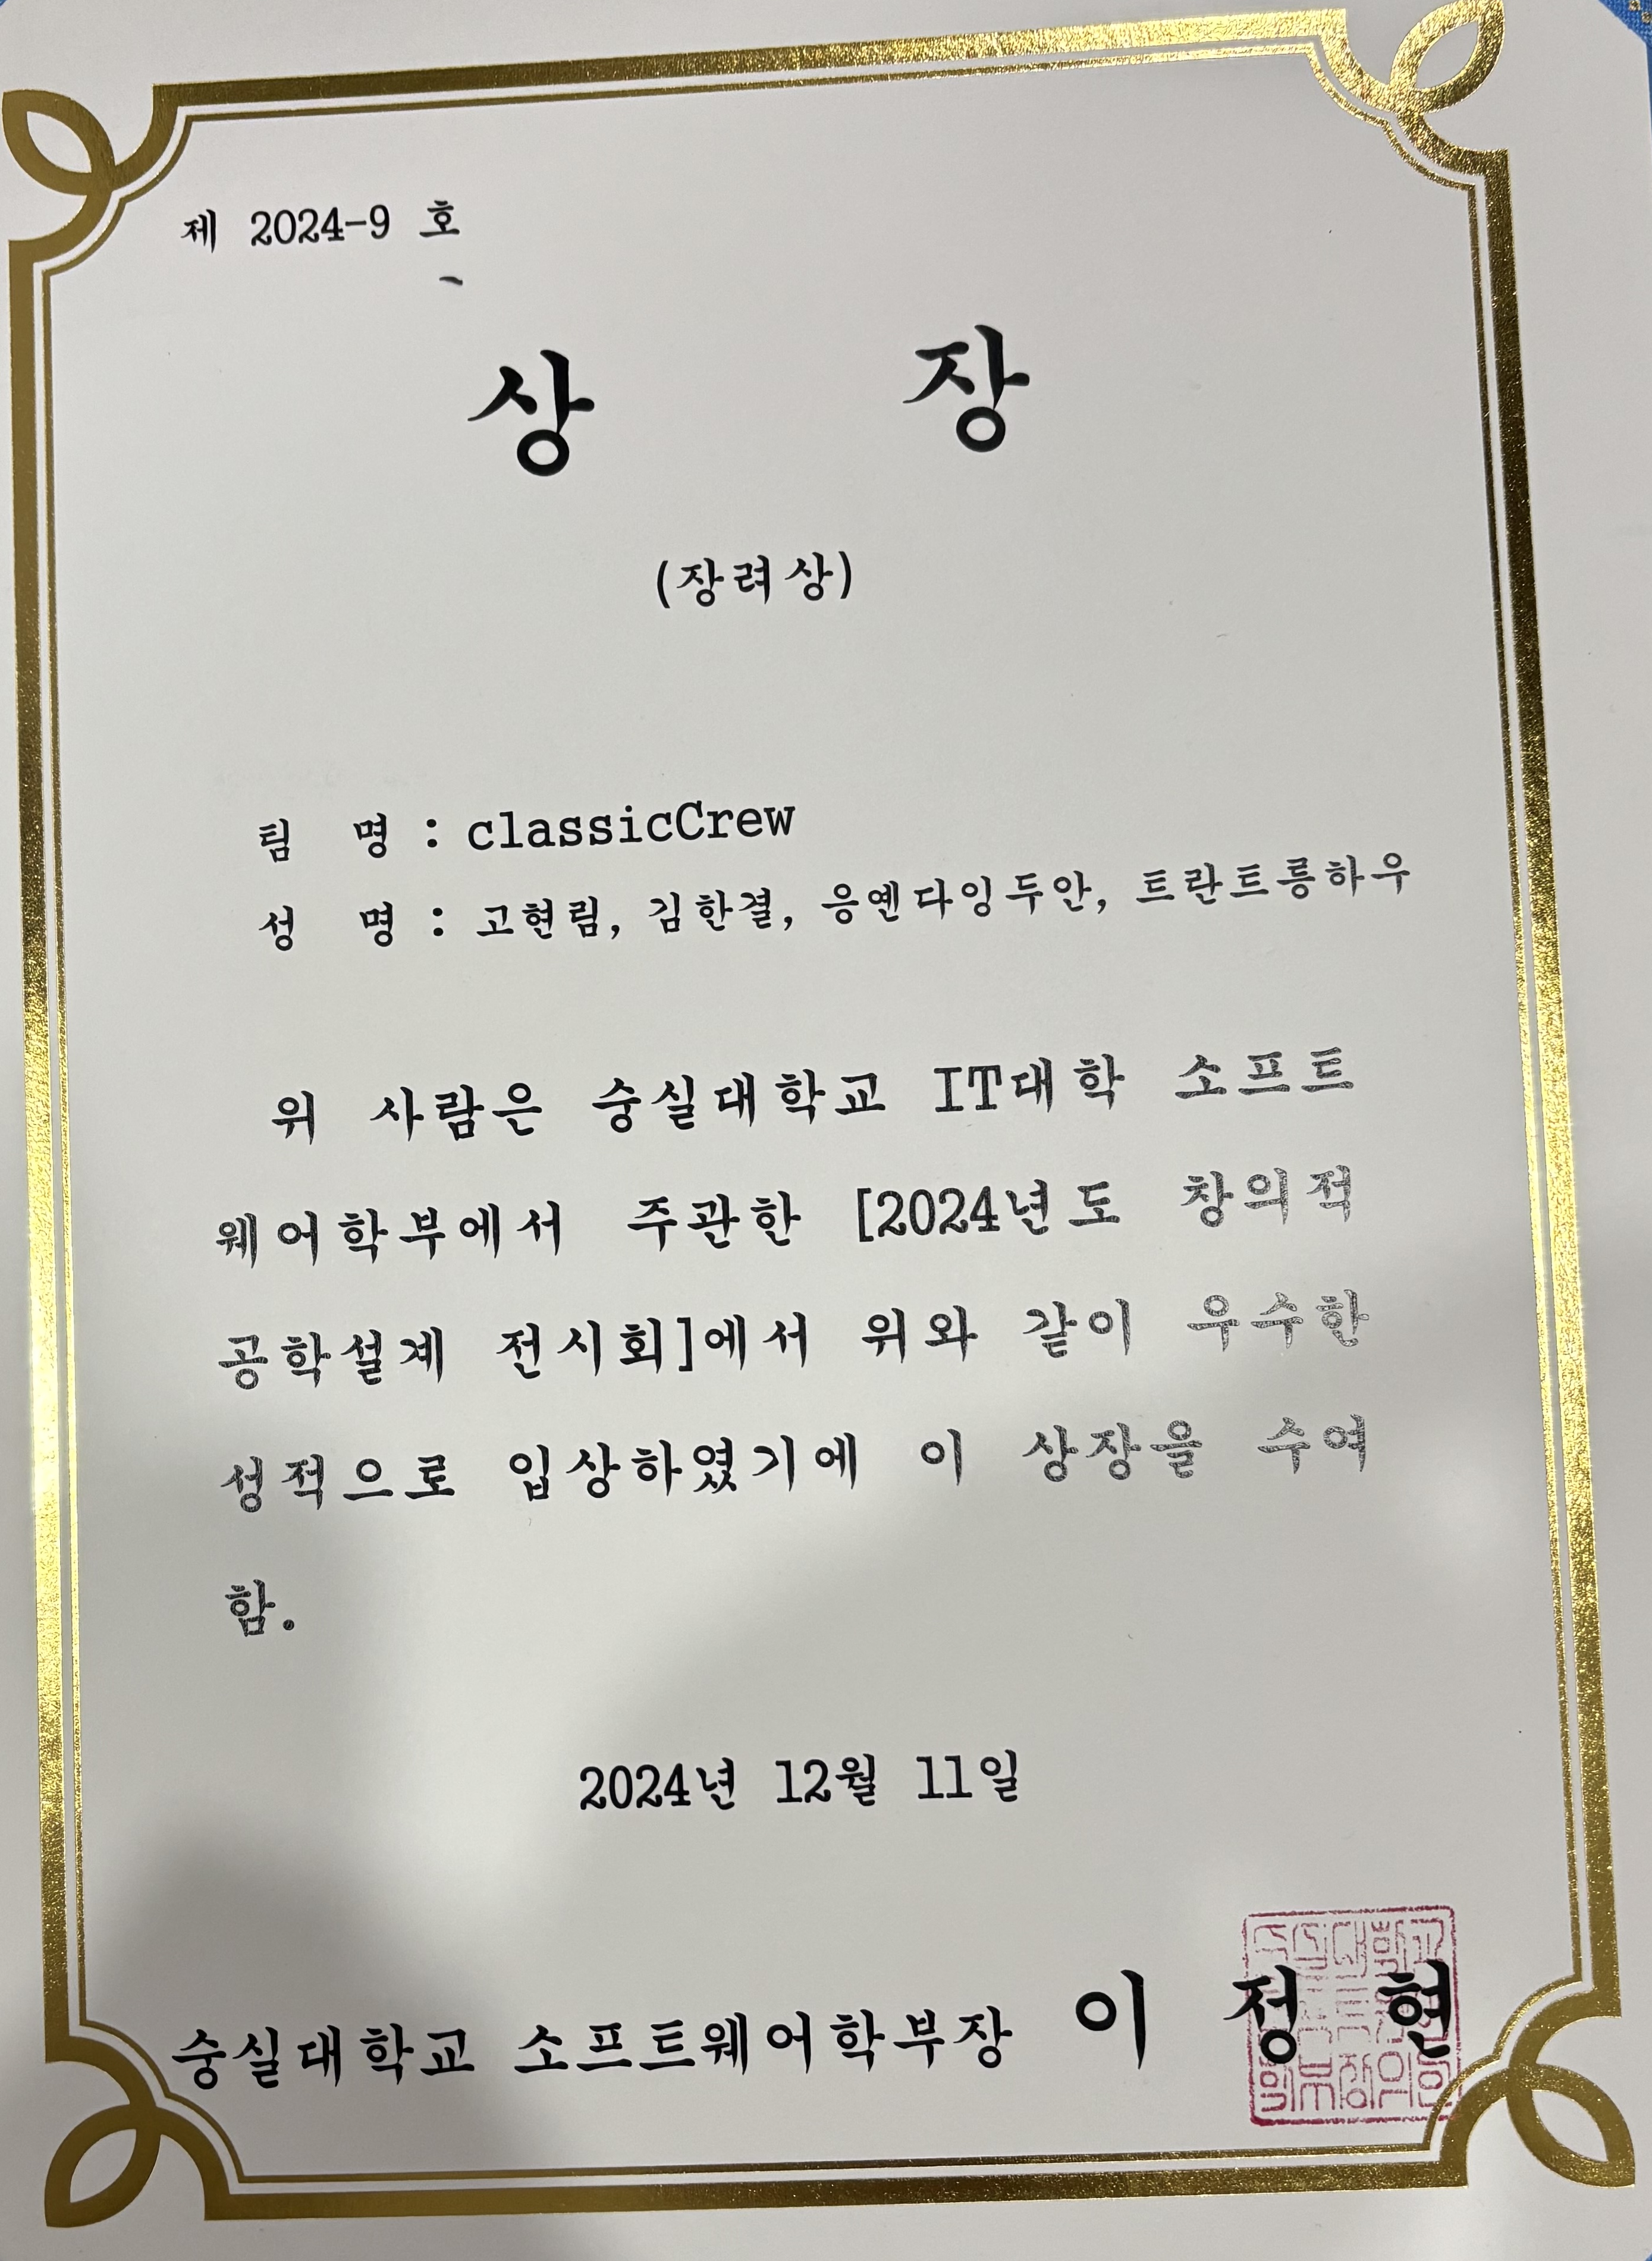 제 2024-9 호
상 장
(장려상)
팀 명 : classicCrew
성 명 : 고현림, 김한결, 응옌다잉두안, 트란트릉하우
위 사람은 숭실대학교 IT대학 소프트
웨어학부에서 주관한 [2024년도 창의적
공학설계 전시회]에서 위와 같이 우수한
성적으로 입상하였기에 이 상장을 수여
함.
2024년 12월 11일
숭실대학교 소프트웨어학부장 이 정 현